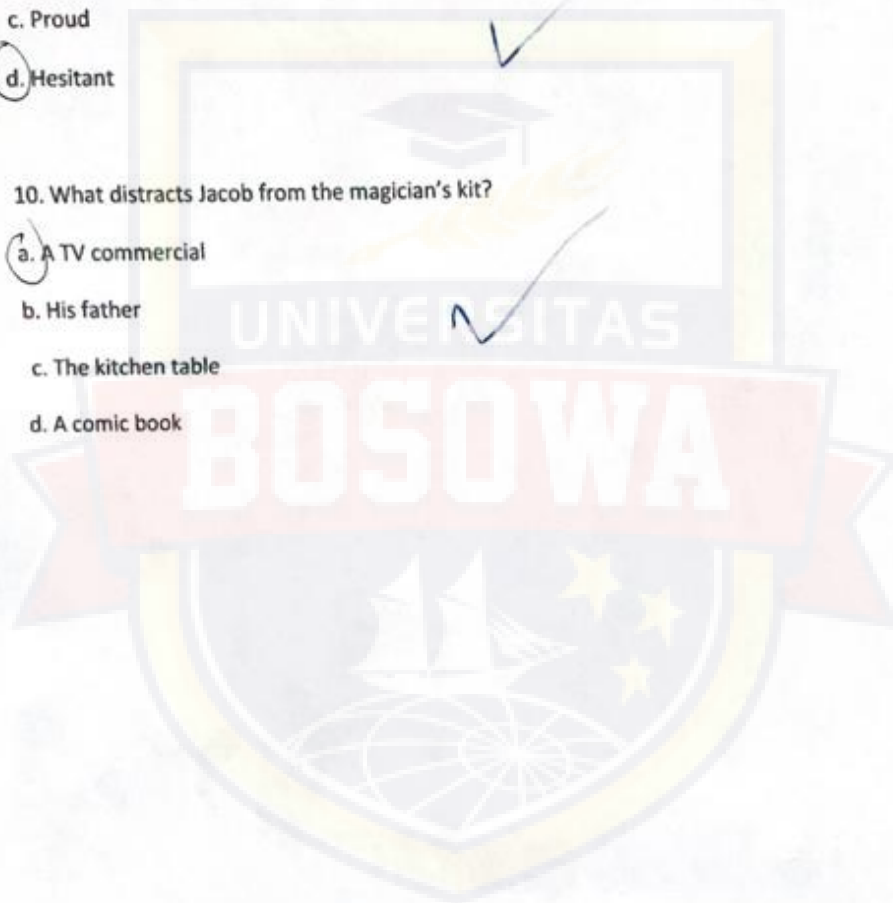 c. Proud
d. Hesitant
10. What distracts Jacob from the magician's kit?
a. A TV commercial
b. His father
c. The kitchen table
d. A comic book
UNIVERSITAS
BOSOWA